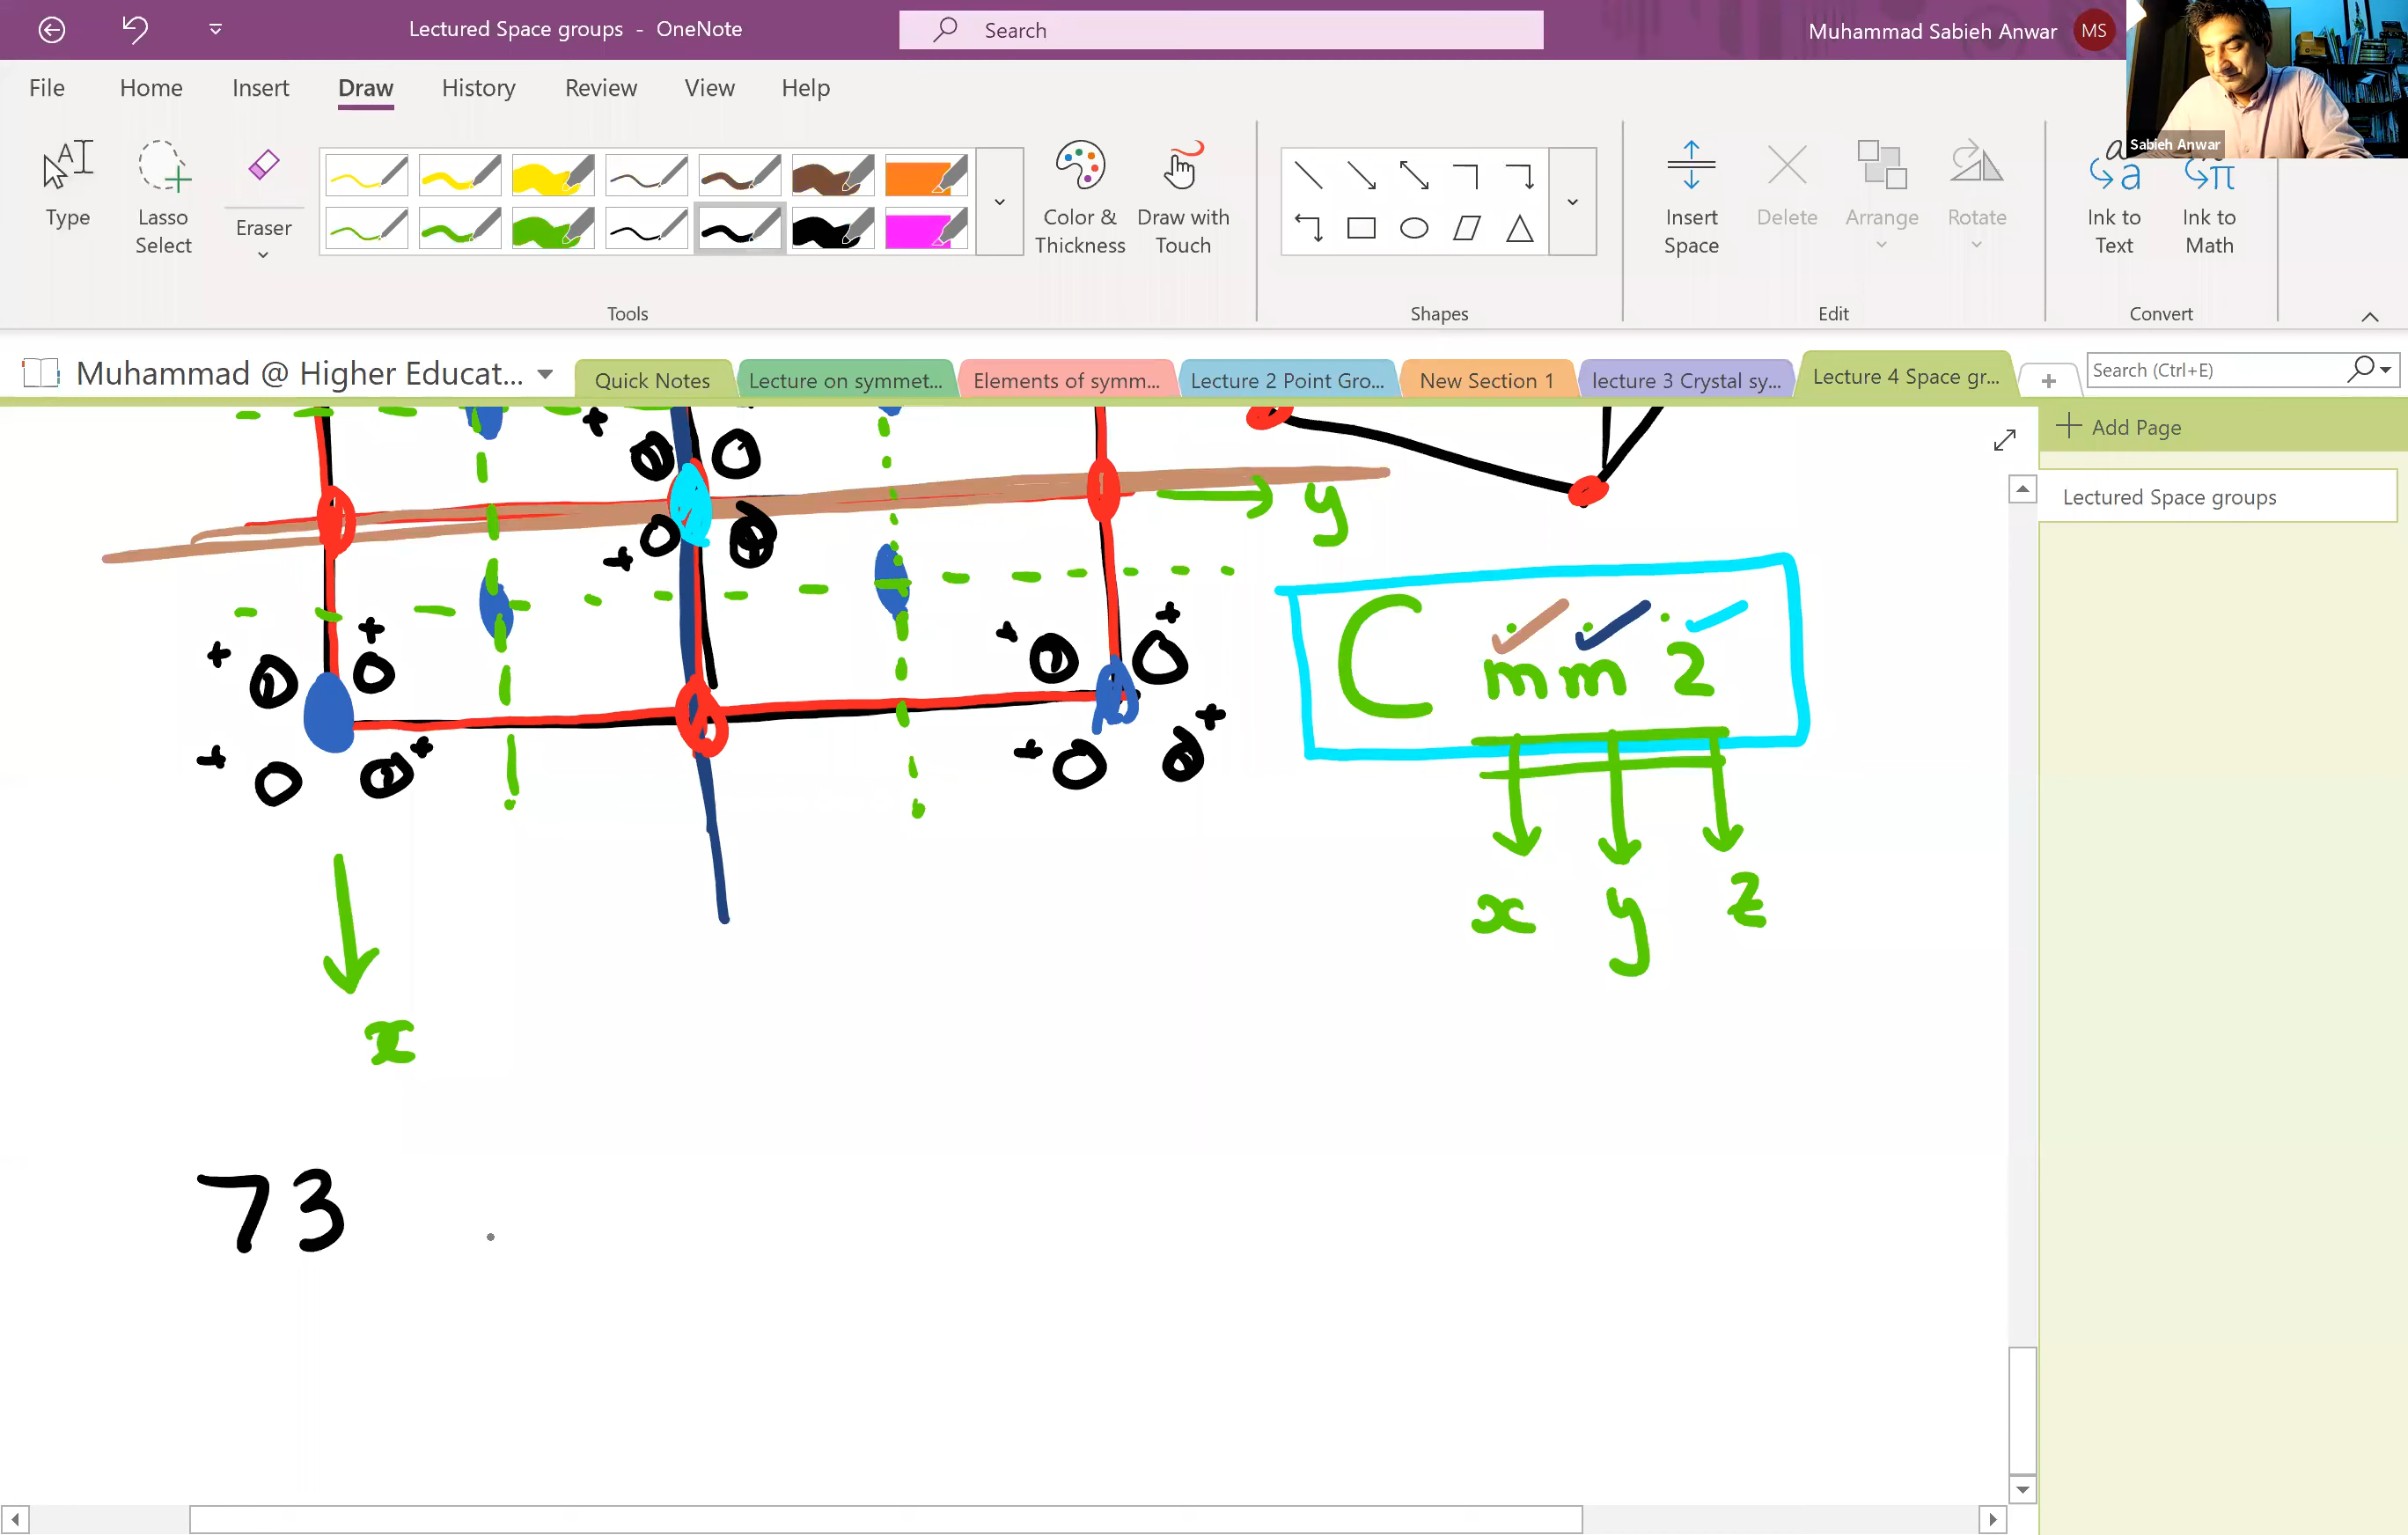 Lectured Space groups - OneNote
Search
Muhammad Sabieh Anwar MS
Sabieh Anwar
File Home Insert Draw History Review View Help
Type
Lasso Select
Eraser
Color & Thickness
Draw with Touch
Insert Space
Delete
Arrange
Rotate
Ink to Text
Ink to Math
Tools
Shapes
Edit
Convert
Muhammad @ Higher Educat...
Quick Notes
Lecture on symmet...
Elements of symm...
Lecture 2 Point Gro...
New Section 1
lecture 3 Crystal sy...
Lecture 4 Space gr...
Search (Ctrl+E)
Add Page
Lectured Space groups
y
C m m 2
x y z
x
73